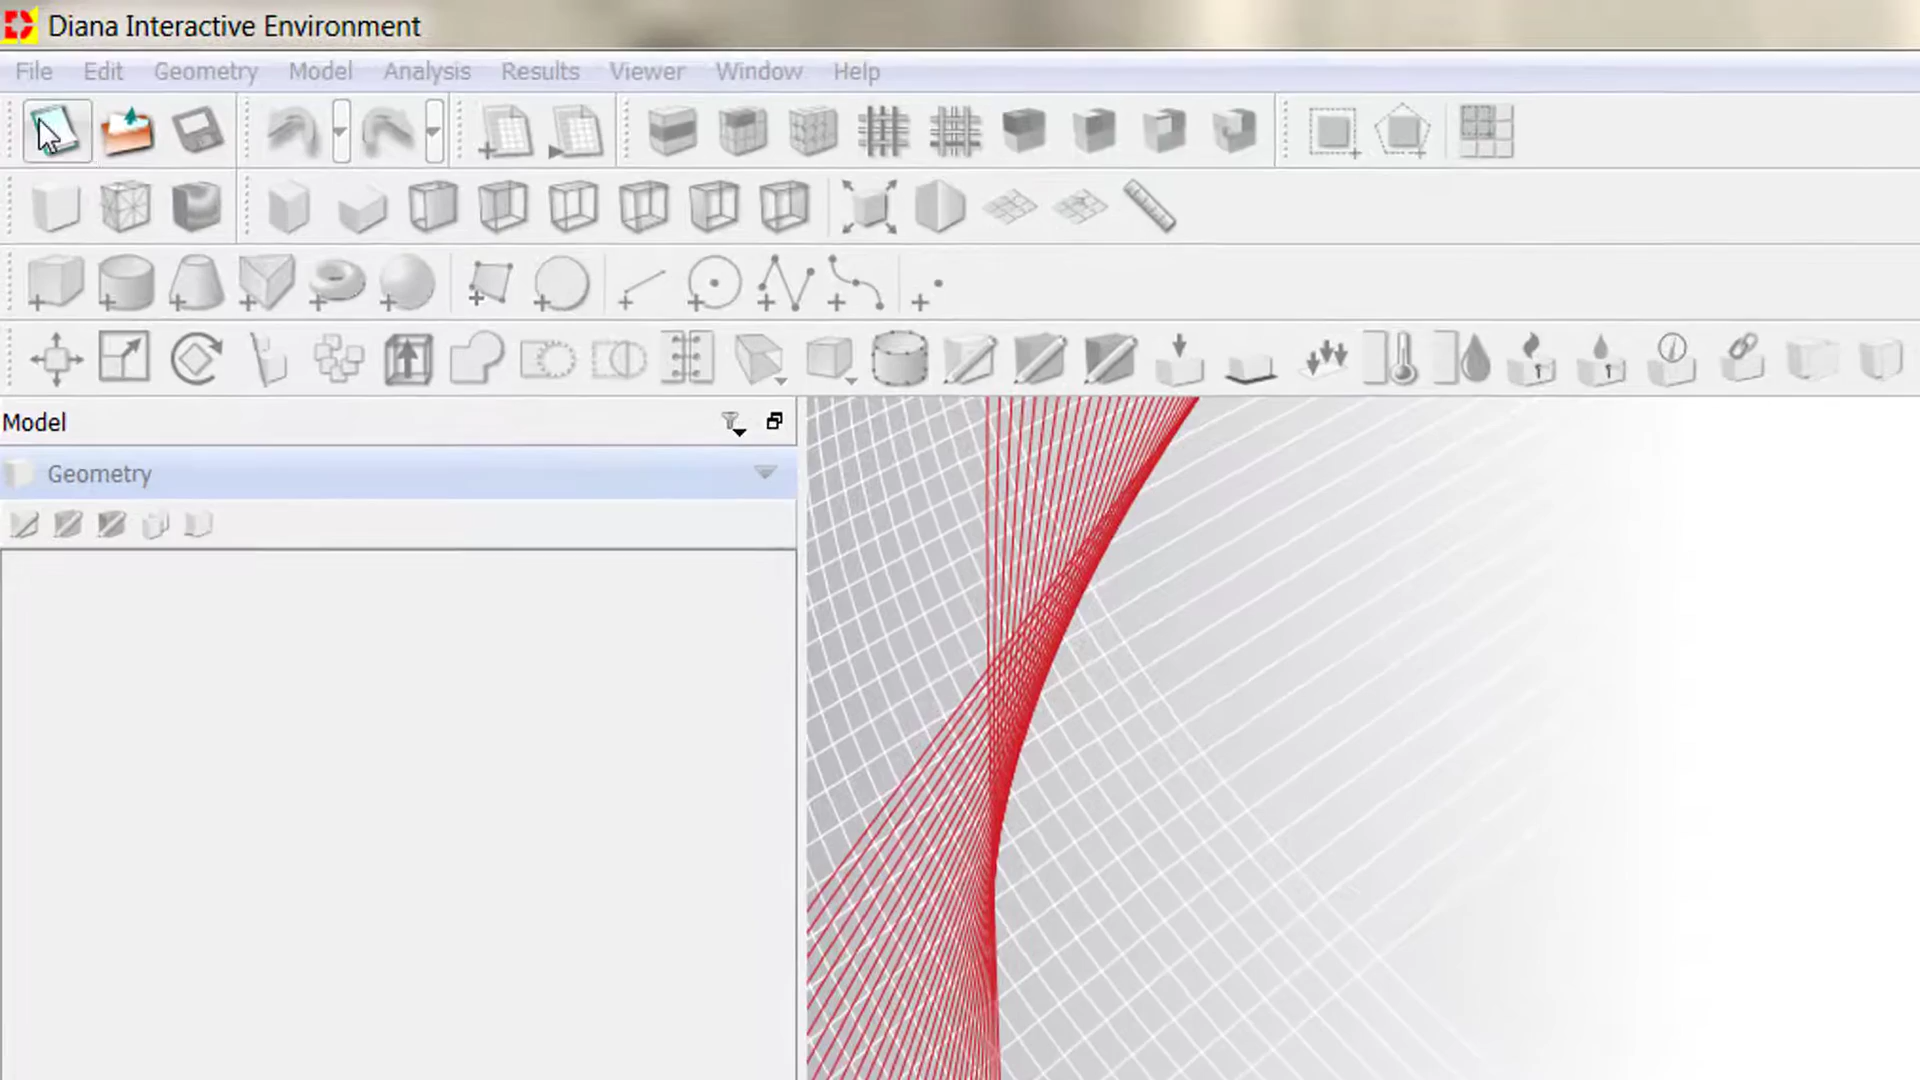 Diana Interactive Environment
File Edit Geometry Model Analysis Results Viewer Window Help
Model
Geometry